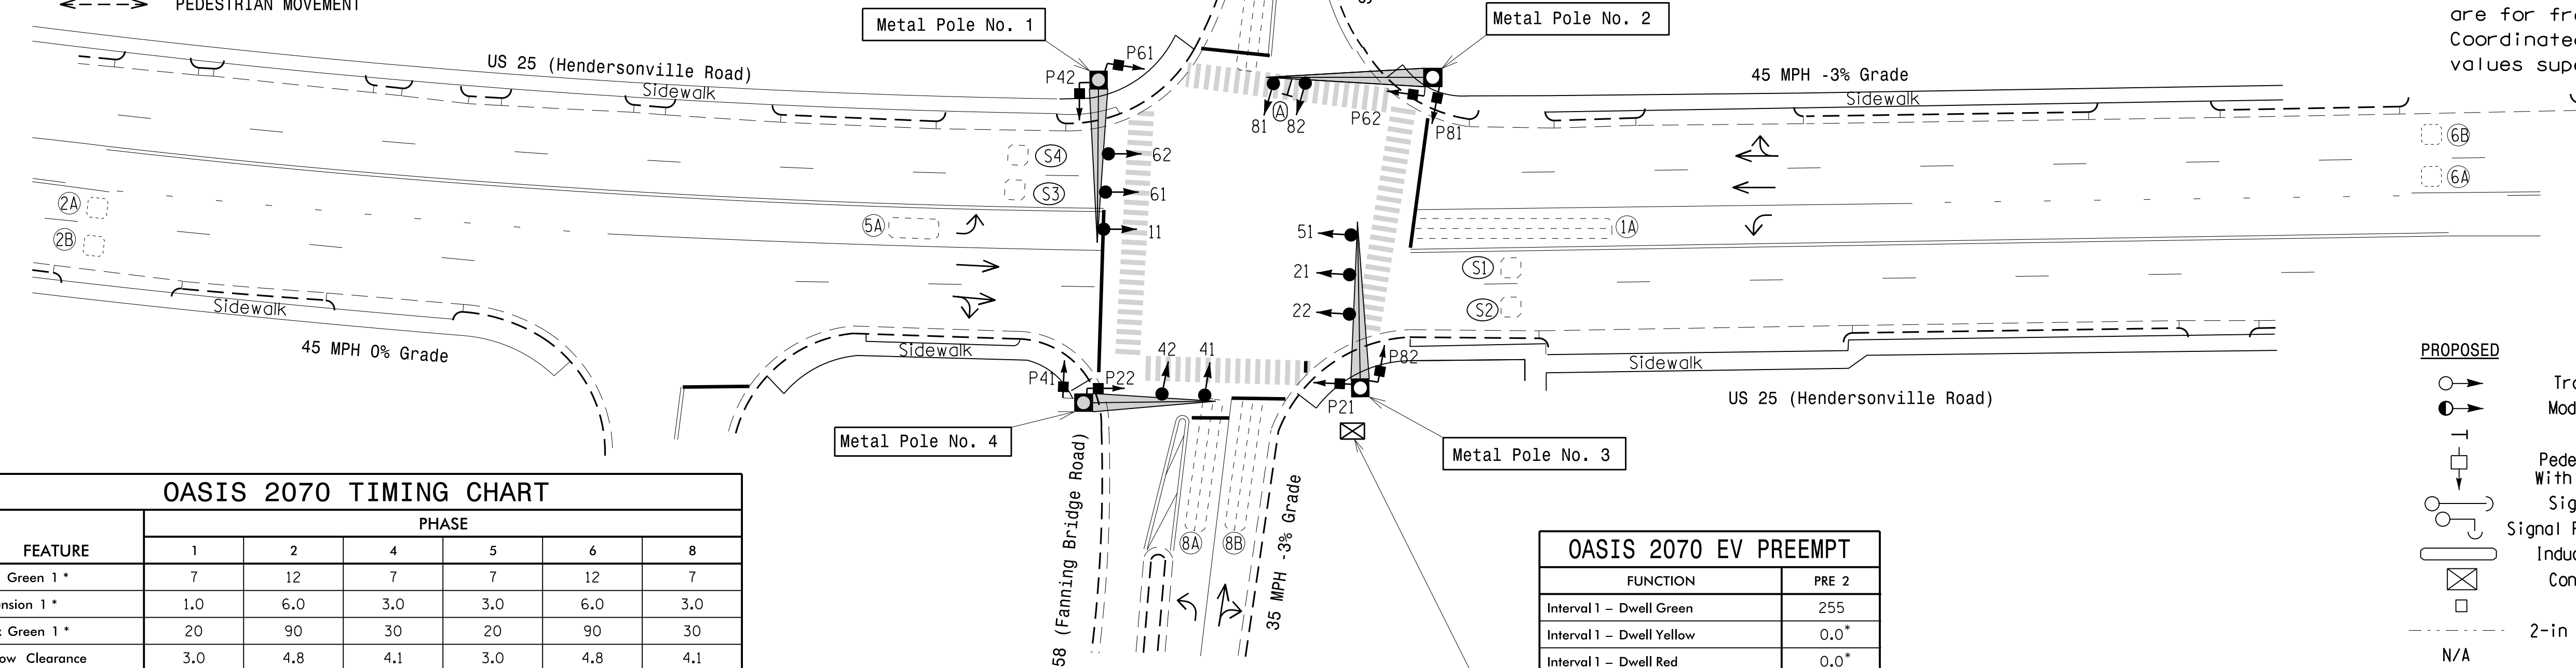 PEDESTRIAN MOVEMENT
Metal Pole No. 1
Metal Pole No. 2
are for
Coordinated
values
US 25 (Hendersonville Road)
Sidewalk
P61
P42
45 MPH -3% Grade
Sidewalk
81
A
82
P62
P81
6B
6A
S4
S3
62
61
11
2A
2B
5A
51
21
22
1A
S1
S2
Sidewalk
45 MPH 0% Grade
Sidewalk
42
41
P41
P22
P82
P21
Sidewalk
US 25 (Hendersonville Road)
Metal Pole No. 4
Metal Pole No. 3
58 (Fanning Bridge Road)
35 MPH -3% Grade
8A
8B
PROPOSED
With
Signal
N/A
2-in
OASIS 2070 TIMING CHART
PHASE
FEATURE 1 2 4 5 6 8
Green 1 * 7 12 7 7 12 7
nsion 1 * 1.0 6.0 3.0 3.0 6.0 3.0
Green 1 * 20 90 30 20 90 30
ow Clearance 3.0 4.8 4.1 3.0 4.8 4.1
OASIS 2070 EV PREEMPT
FUNCTION PRE 2
Interval 1 – Dwell Green 255
Interval 1 – Dwell Yellow 0.0*
Interval 1 – Dwell Red 0.0*